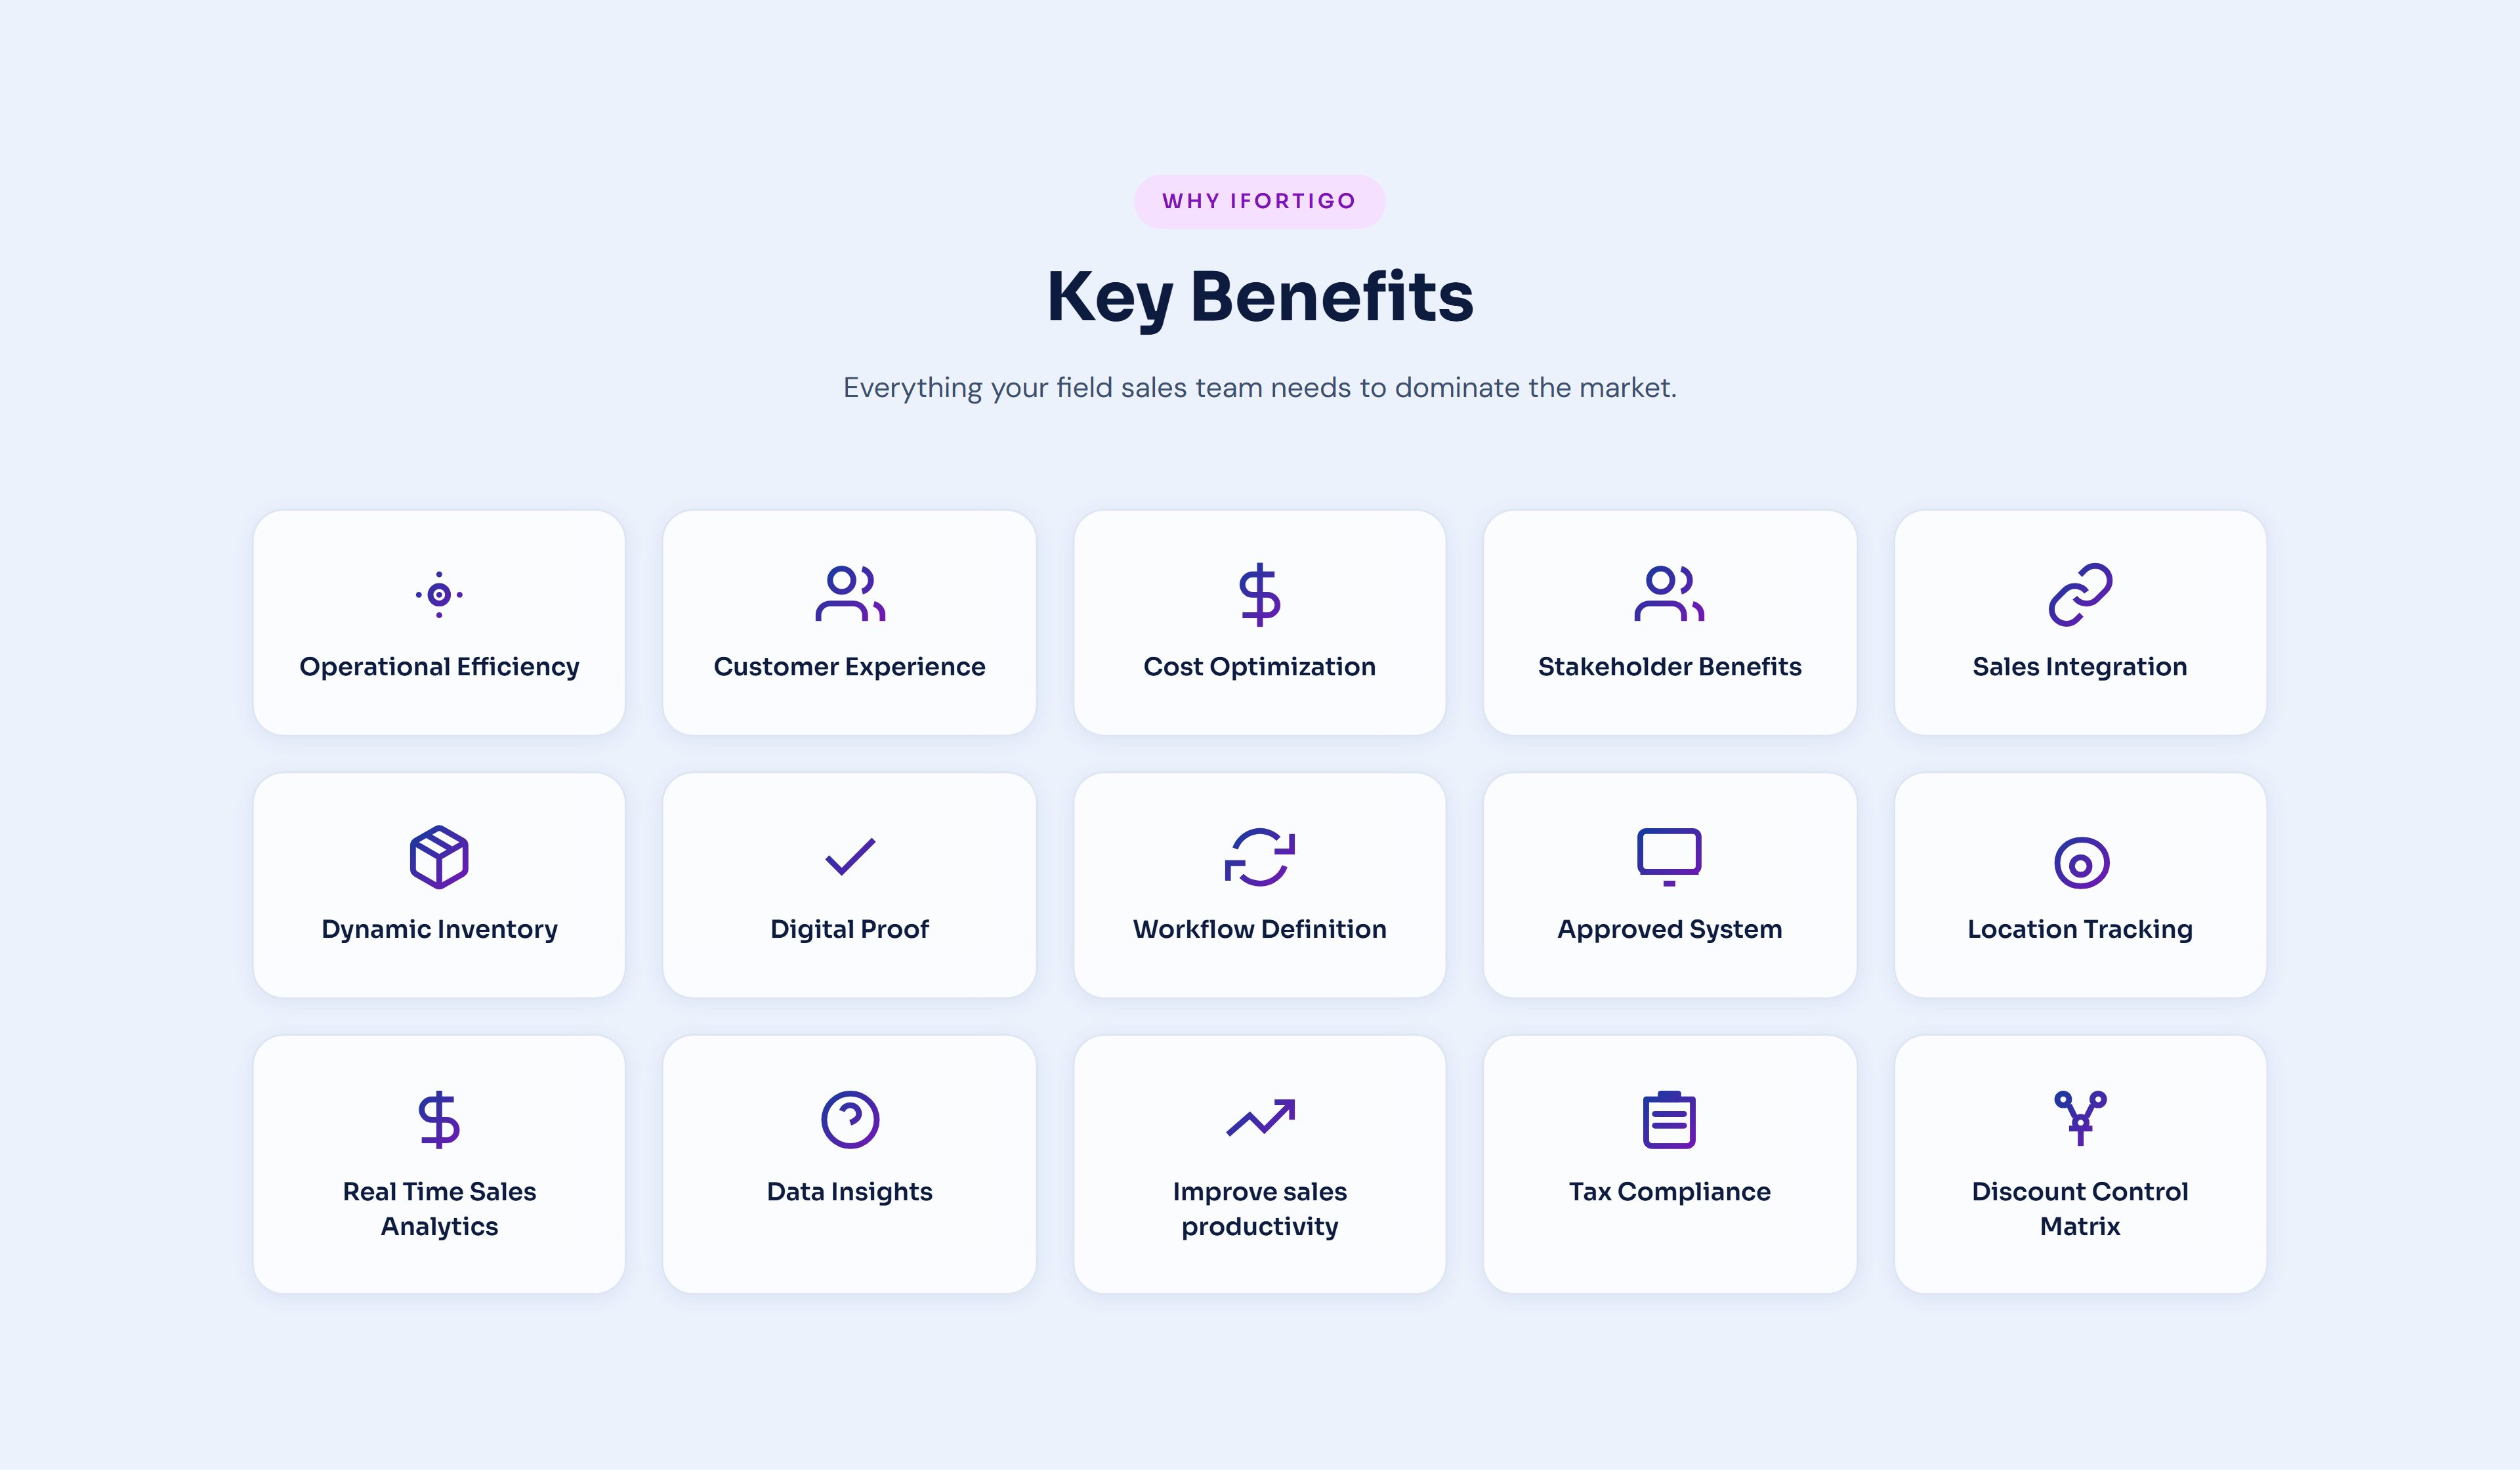 WHY IFORTIGO
Key Benefits
Everything your field sales team needs to dominate the market.
Operational Efficiency
Customer Experience
Cost Optimization
Stakeholder Benefits
Sales Integration
Dynamic Inventory
Digital Proof
Workflow Definition
Approved System
Location Tracking
Real Time Sales
Analytics
Data Insights
Improve sales
productivity
Tax Compliance
Discount Control
Matrix